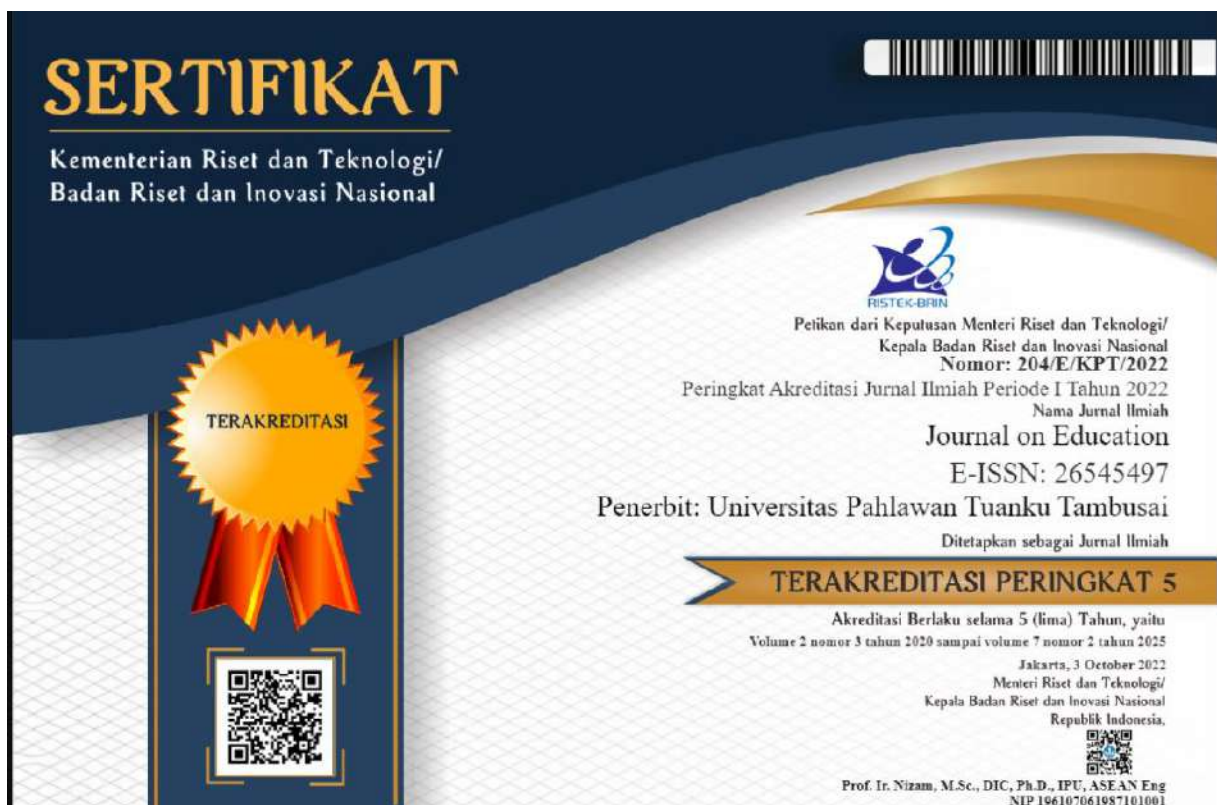 SERTIFIKAT
Kementerian Riset dan Teknologi/
Badan Riset dan Inovasi Nasional
RISTEK-BRIN
Petikan dari Keputusan Menteri Riset dan Teknologi/
Kepala Badan Riset dan Inovasi Nasional
Nomor: 204/E/KPT/2022
Peringkat Akreditasi Jurnal Ilmiah Periode I Tahun 2022
Nama Jurnal Ilmiah
Journal on Education
E-ISSN: 26545497
Penerbit: Universitas Pahlawan Tuanku Tambusai
Ditetapkan sebagai Jurnal Ilmiah
TERAKREDITASI PERINGKAT 5
Akreditasi Berlaku selama 5 (lima) Tahun, yaitu
Volume 2 nomor 3 tahun 2020 sampai volume 7 nomor 2 tahun 2025
Jakarta, 3 October 2022
Menteri Riset dan Teknologi/
Kepala Badan Riset dan Inovasi Nasional
Republik Indonesia,
Prof. Ir. Nizam, M.Sc., DIC, Ph.D., IPU, ASEAN Eng
NIP 196107061987101001
TERAKREDITASI